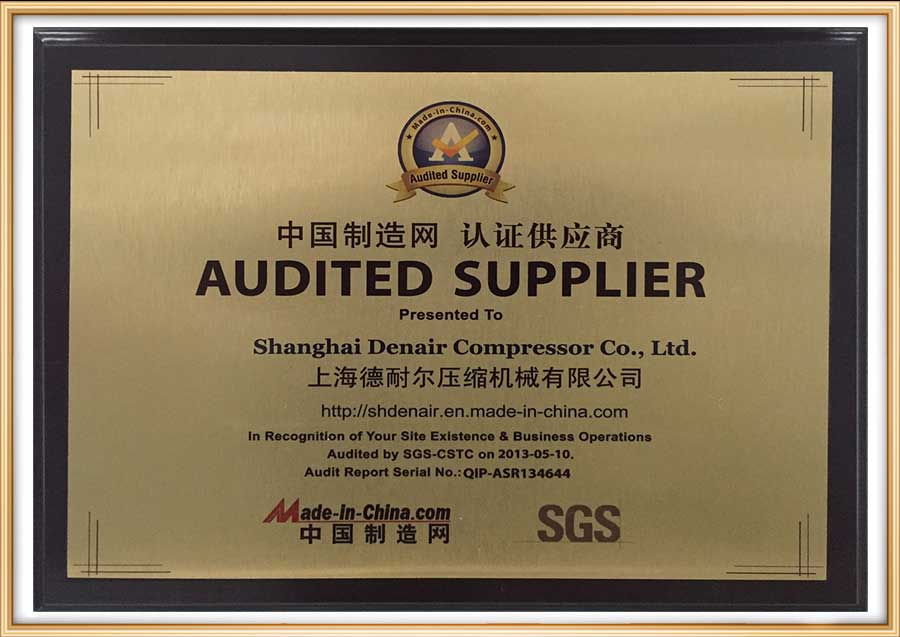 Made-in-China.com
A
Audited Supplier
中国制造网 认证供应商
AUDITED SUPPLIER
Presented To
Shanghai Denair Compressor Co., Ltd.
上海德耐尔压缩机械有限公司
http://shdenair.en.made-in-china.com
In Recognition of Your Site Existence & Business Operations
Audited by SGS-CSTC on 2013-05-10.
Audit Report Serial No.: QIP-ASR134644
Made-in-China.com
中国制造网
SGS